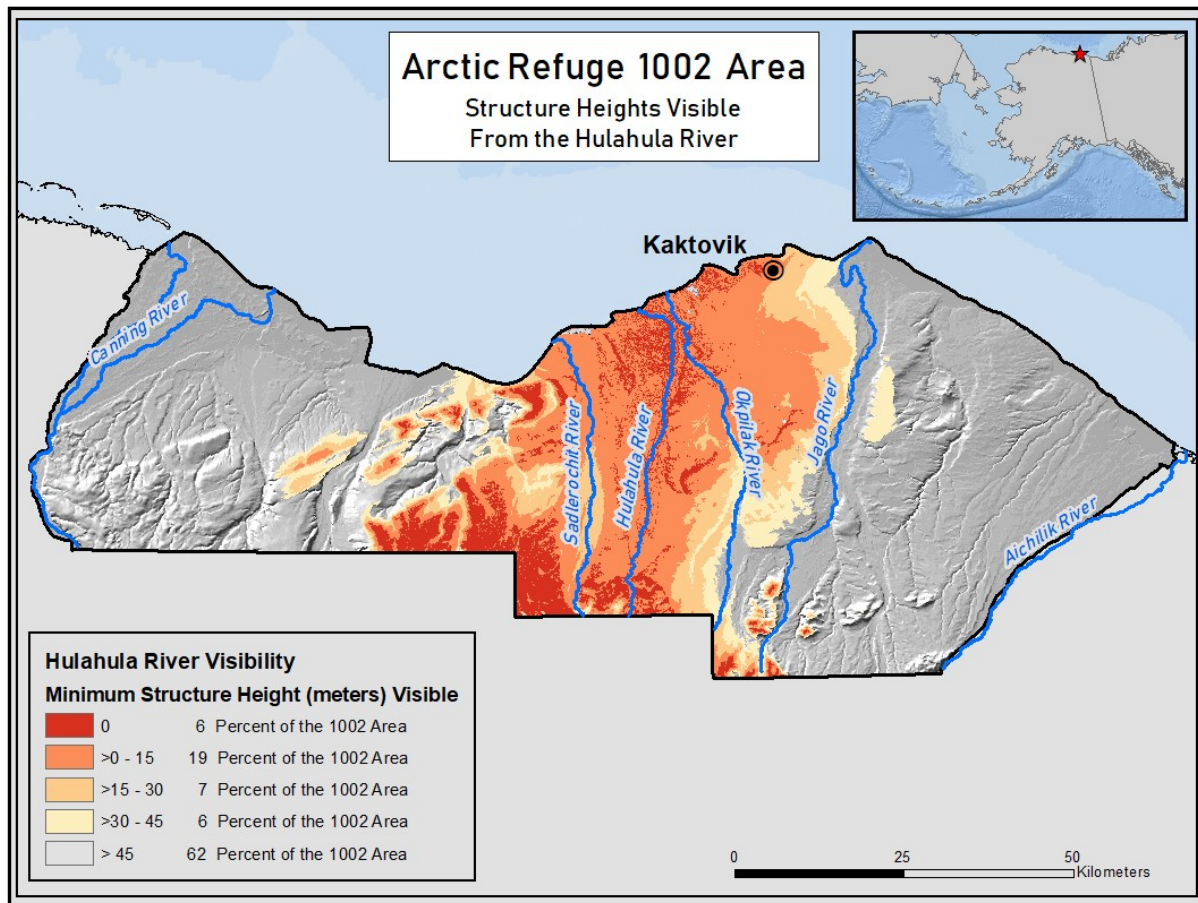 Arctic Refuge 1002 Area
Structure Heights Visible
From the Hulahula River
Kaktovik
Canning River
Sadlerochit River
Hulahula River
Okpilak River
Jago River
Aichilik River
Hulahula River Visibility
Minimum Structure Height (meters) Visible
0 6 Percent of the 1002 Area
>0 - 15 19 Percent of the 1002 Area
>15 - 30 7 Percent of the 1002 Area
>30 - 45 6 Percent of the 1002 Area
> 45 62 Percent of the 1002 Area
0 25 50
Kilometers